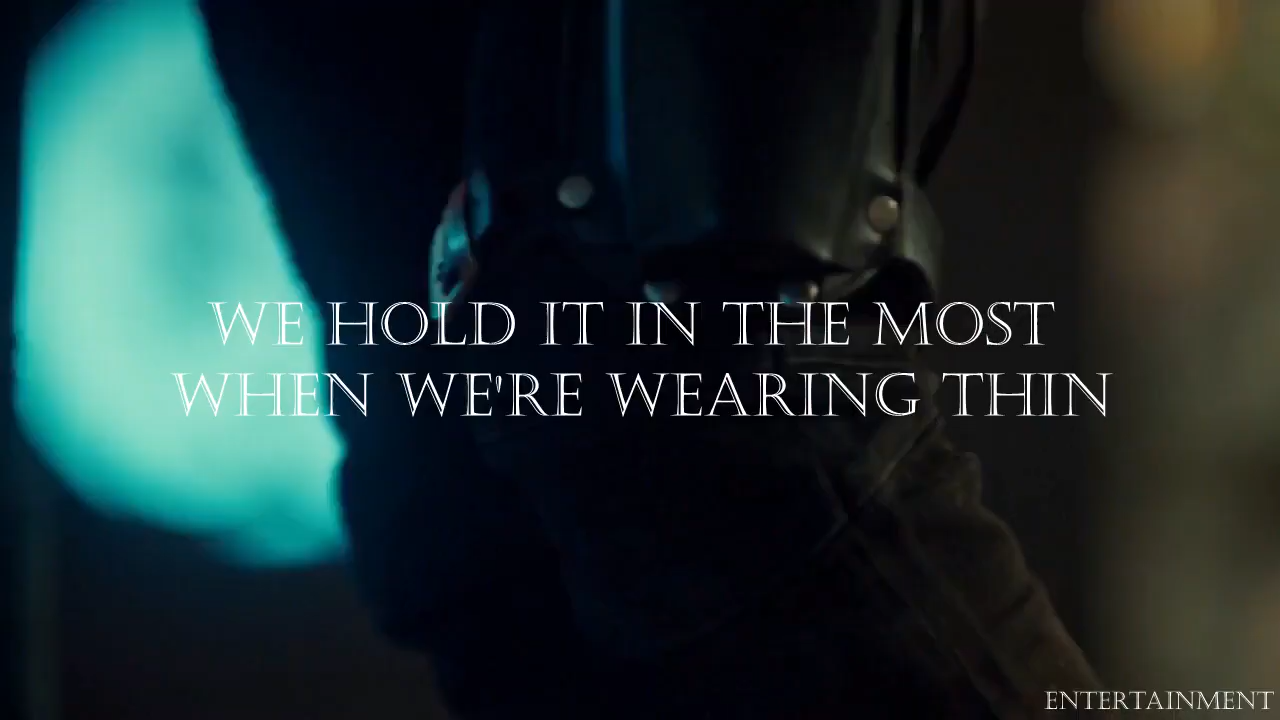 WE HOLD IT IN THE MOST
WHEN WE'RE WEARING THIN
ENTERTAINMENT